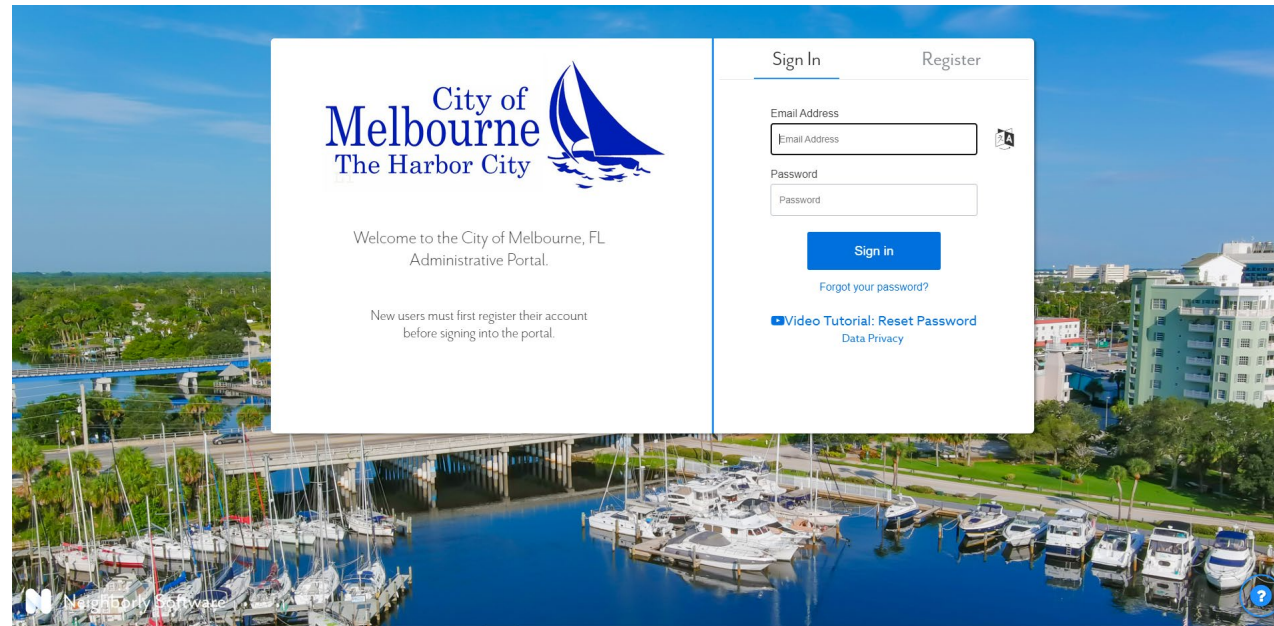 City of
Melbourne
The Harbor City
Welcome to the City of Melbourne, FL
Administrative Portal.
New users must first register their account
before signing into the portal.
Sign In
Register
Email Address
Email Address
Password
Password
Sign in
Forgot your password?
Video Tutorial: Reset Password
Data Privacy
A
N Neighborly Software
?